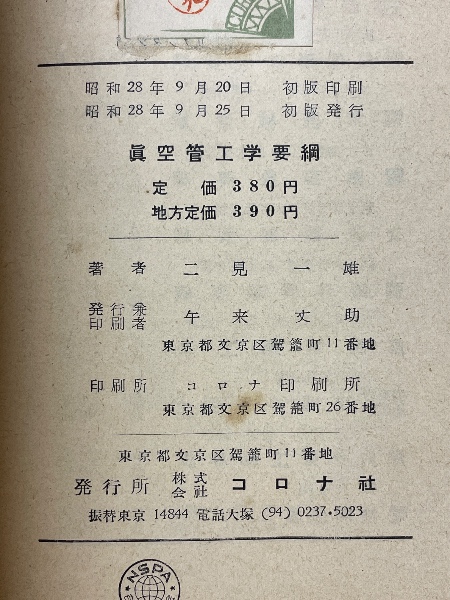 昭和28年9月20日 初版印刷
昭和28年9月25日 初版発行
眞空管工学要綱
定価 380円
地方定価 390円
著者 二見一雄
発行兼印刷者 午来丈助
東京都文京区駕籠町11番地
印刷所 コロナ印刷所
東京都文京区駕籠町26番地
東京都文京区駕籠町11番地
発行所 株式会社 コロナ社
振替東京 14844 電話大塚 (94) 0237・5023
NSPA